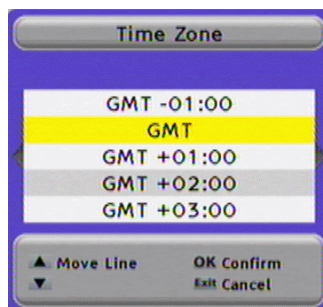 Time Zone
GMT -01:00
GMT
GMT +01:00
GMT +02:00
GMT +03:00
Move Line OK Confirm
Exit Cancel